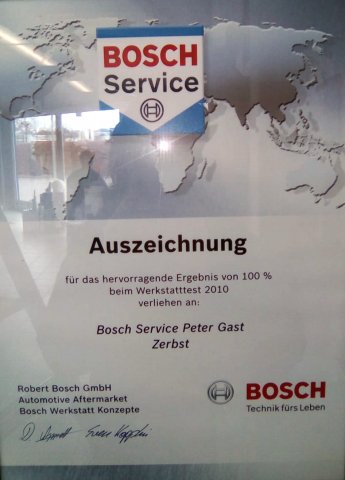 BOSCH
Service
Auszeichnung
für das hervorragende Ergebnis von 100 %
beim Werkstatttest 2010
verliehen an:
Bosch Service Peter Gast
Zerbst
Robert Bosch GmbH
Automotive Aftermarket
Bosch Werkstatt Konzepte
BOSCH
Technik fürs Leben